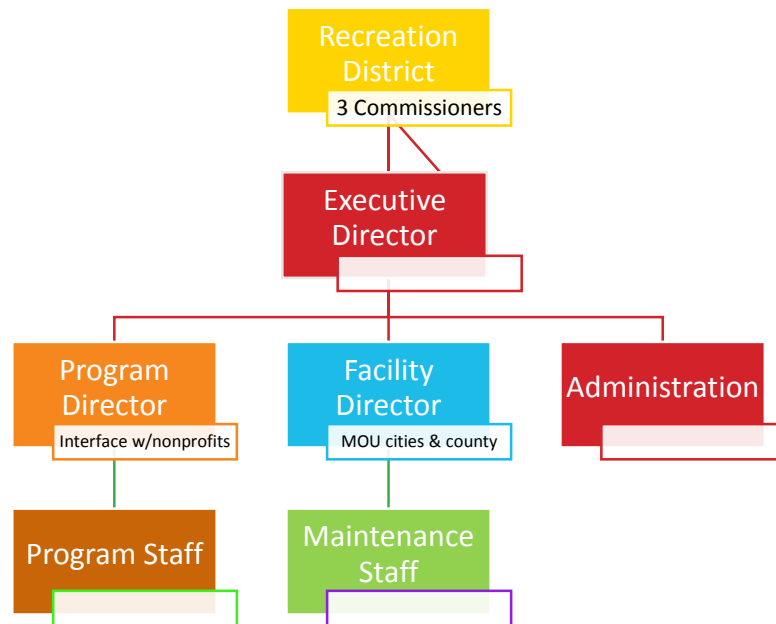 Recreation
District
3 Commissioners
Executive
Director
Program
Director
Interface w/nonprofits
Facility
Director
MOU cities & county
Administration
Program Staff
Maintenance
Staff